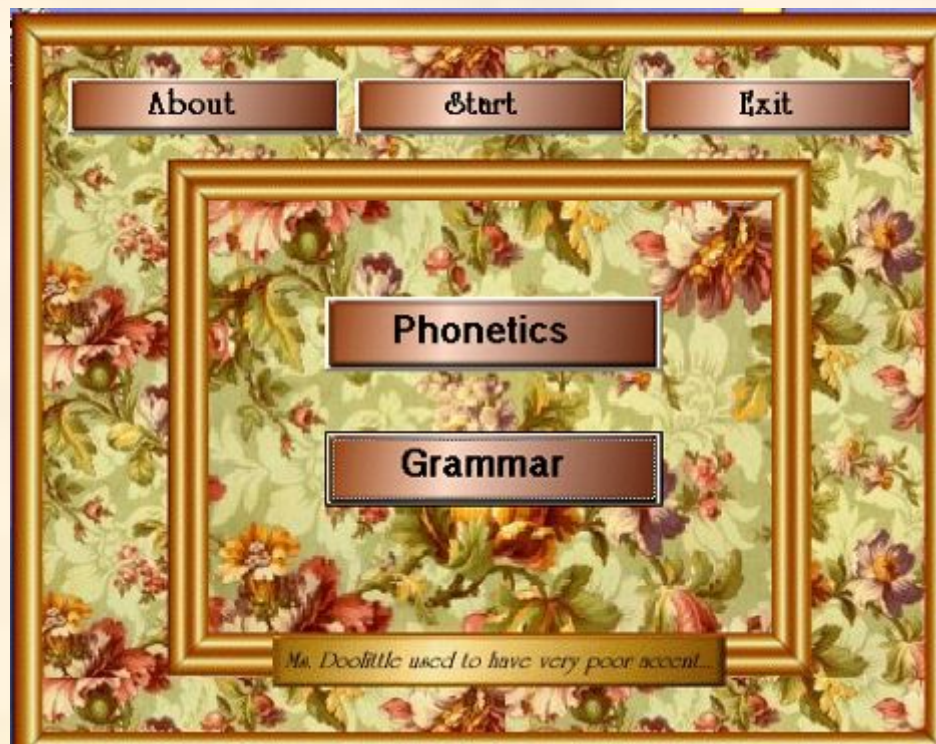 About Start Exit
Phonetics
Grammar
Ms. Doolittle used to have very poor accent...